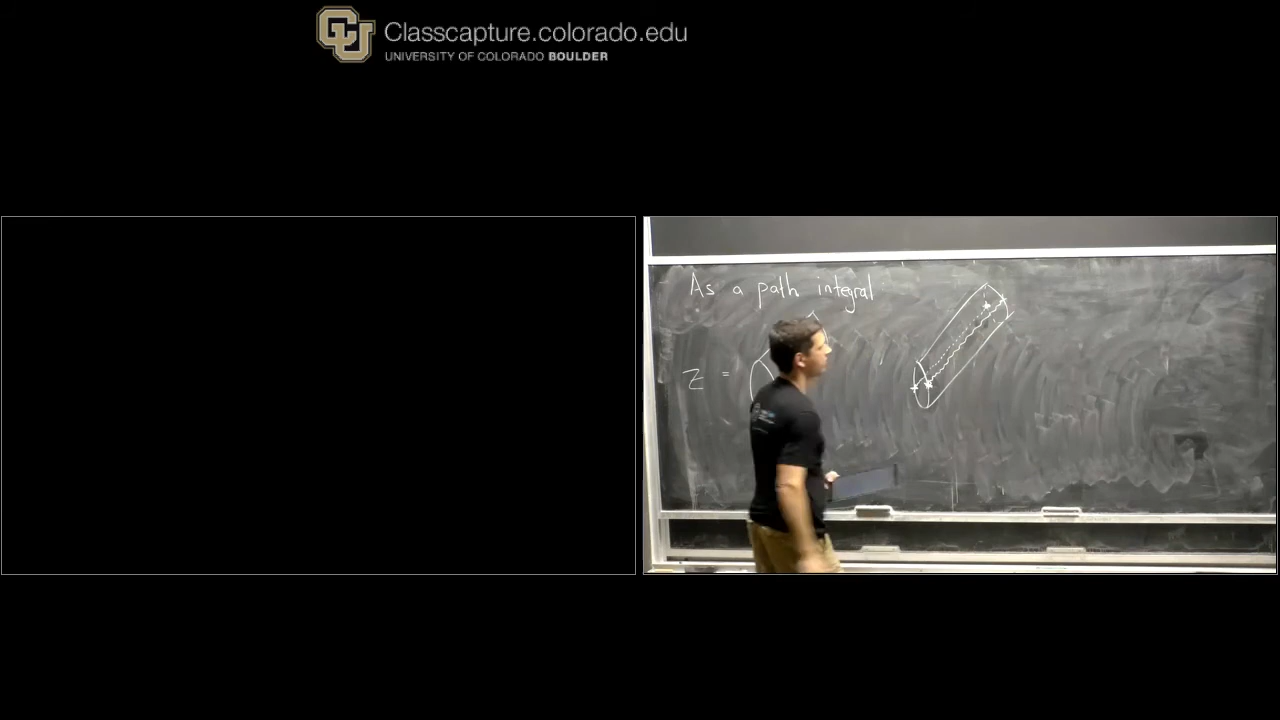 Classcapture.colorado.edu
UNIVERSITY OF COLORADO BOULDER
As a path integral
Z =